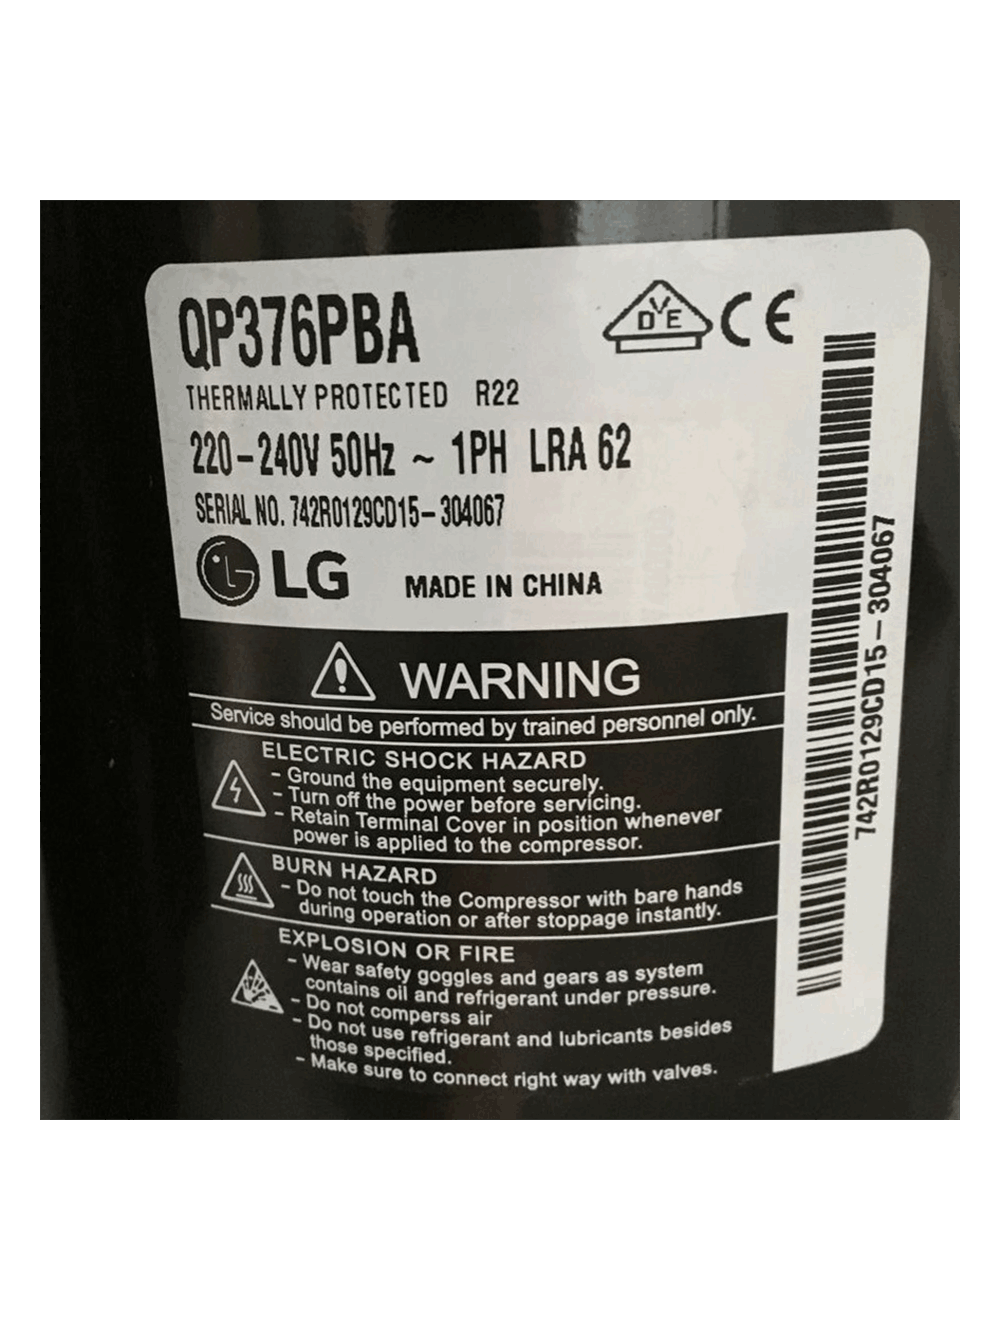 QP376PBA
DVE CE
THERMALLY PROTECTED R22
220-240V 50Hz ~ 1PH LRA 62
SERIAL NO. 742R0129CD15-304067
LG MADE IN CHINA
742R0129CD15-304067
WARNING
Service should be performed by trained personnel only.
ELECTRIC SHOCK HAZARD
- Ground the equipment securely.
- Turn off the power before servicing.
- Retain Terminal Cover in position whenever
power is applied to the compressor.
BURN HAZARD
- Do not touch the Compressor with bare hands
during operation or after stoppage instantly.
EXPLOSION OR FIRE
- Wear safety goggles and gears as system
contains oil and refrigerant under pressure.
- Do not comperss air
- Do not use refrigerant and lubricants besides
those specified.
- Make sure to connect right way with valves.